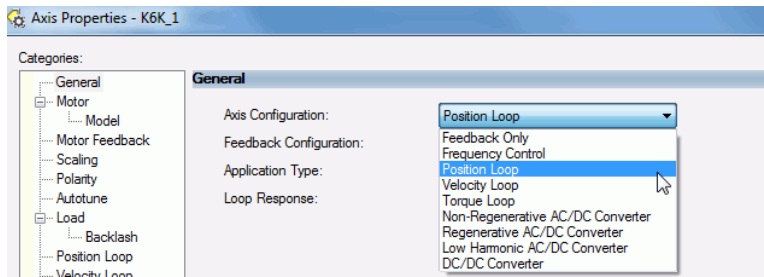 Axis Properties - K6K_1
Categories:
General
Motor
Model
Motor Feedback
Scaling
Polarity
Autotune
Load
Backlash
Position Loop
Velocity Loop
General
Axis Configuration:
Position Loop
Feedback Configuration:
Application Type:
Loop Response:
Feedback Only
Frequency Control
Position Loop
Velocity Loop
Torque Loop
Non-Regenerative AC/DC Converter
Regenerative AC/DC Converter
Low Harmonic AC/DC Converter
DC/DC Converter